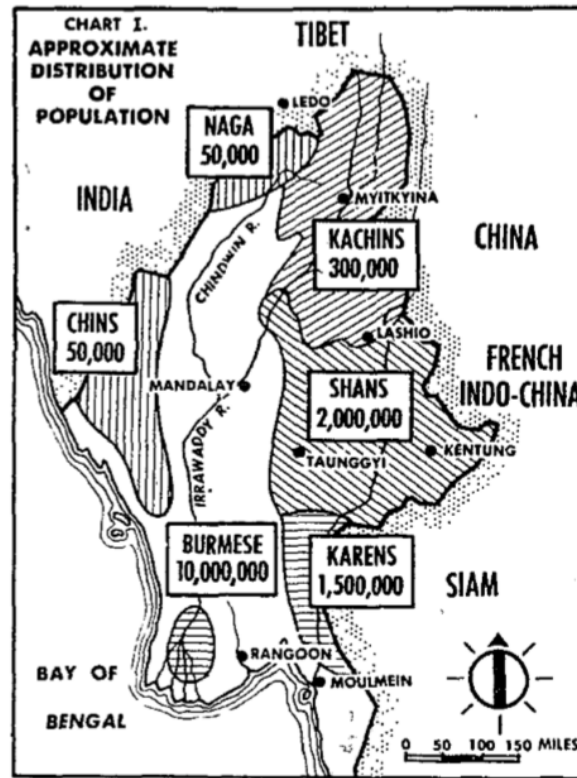 CHART I.
APPROXIMATE
DISTRIBUTION
OF
POPULATION
TIBET
LEDO
NAGA
50,000
INDIA
MYITKYINA
CHINA
KACHINS
300,000
CHINDWIN R.
CHINS
50,000
LASHIO
FRENCH
INDO-CHINA
MANDALAY
SHANS
2,000,000
IRRAWADDY R.
TAUNGGYI
KENTUNG
BURMESE
10,000,000
KARENS
1,500,000
SIAM
RANGOON
MOULMEIN
BAY OF
BENGAL
0 50 100 150 MILES